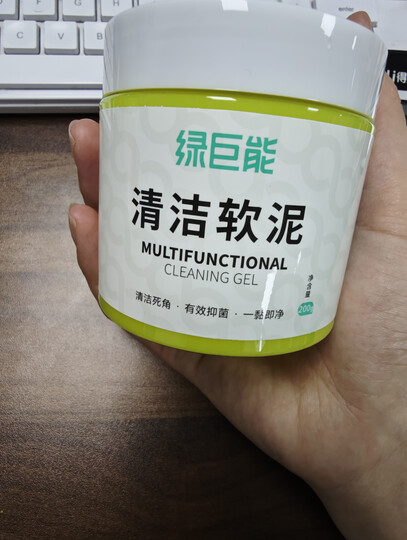 绿巨能
清洁软泥
MULTIFUNCTIONAL
CLEANING GEL
清洁死角 · 有效抑菌 · 一黏即净
净含量
200g